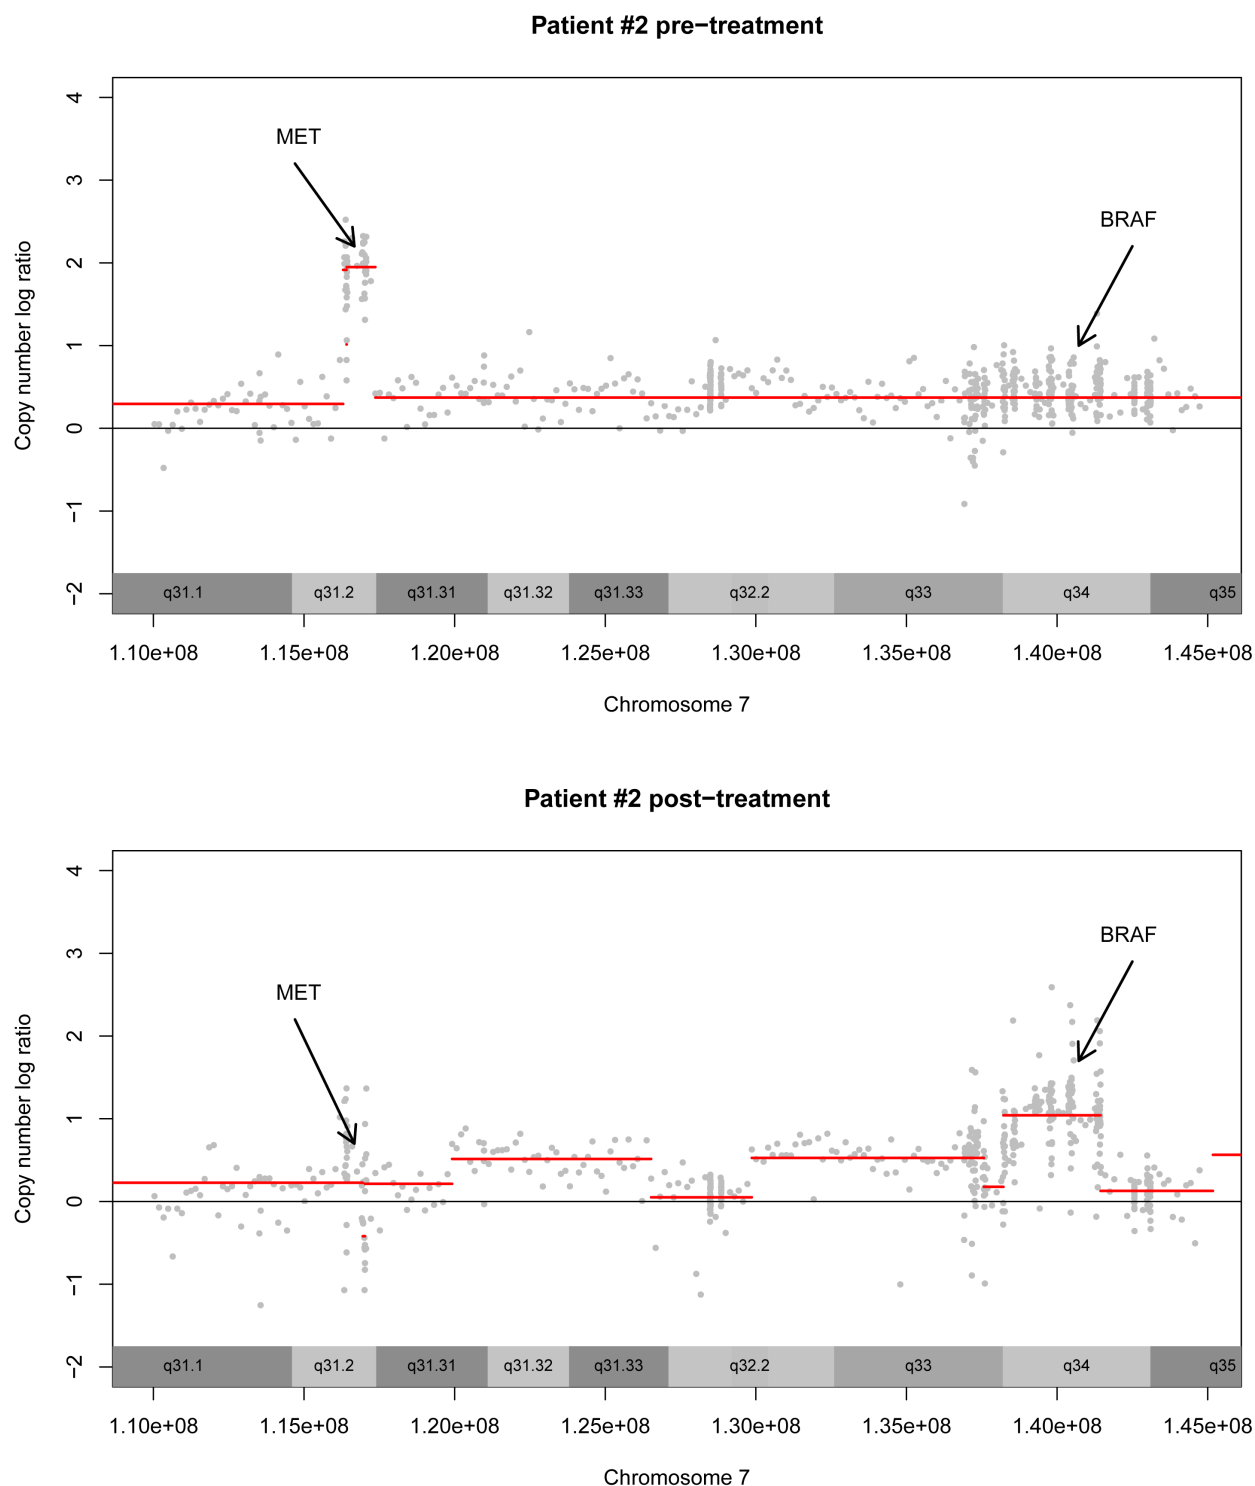 Patient #2 pre−treatment
Copy number log ratio
4
3
2
1
0
−1
−2
MET
BRAF
q31.1 q31.2 q31.31 q31.32 q31.33 q32.2 q33 q34 q35
1.10e+08 1.15e+08 1.20e+08 1.25e+08 1.30e+08 1.35e+08 1.40e+08 1.45e+08
Chromosome 7
Patient #2 post−treatment
Copy number log ratio
4
3
2
1
0
−1
−2
BRAF
MET
q31.1 q31.2 q31.31 q31.32 q31.33 q32.2 q33 q34 q35
1.10e+08 1.15e+08 1.20e+08 1.25e+08 1.30e+08 1.35e+08 1.40e+08 1.45e+08
Chromosome 7